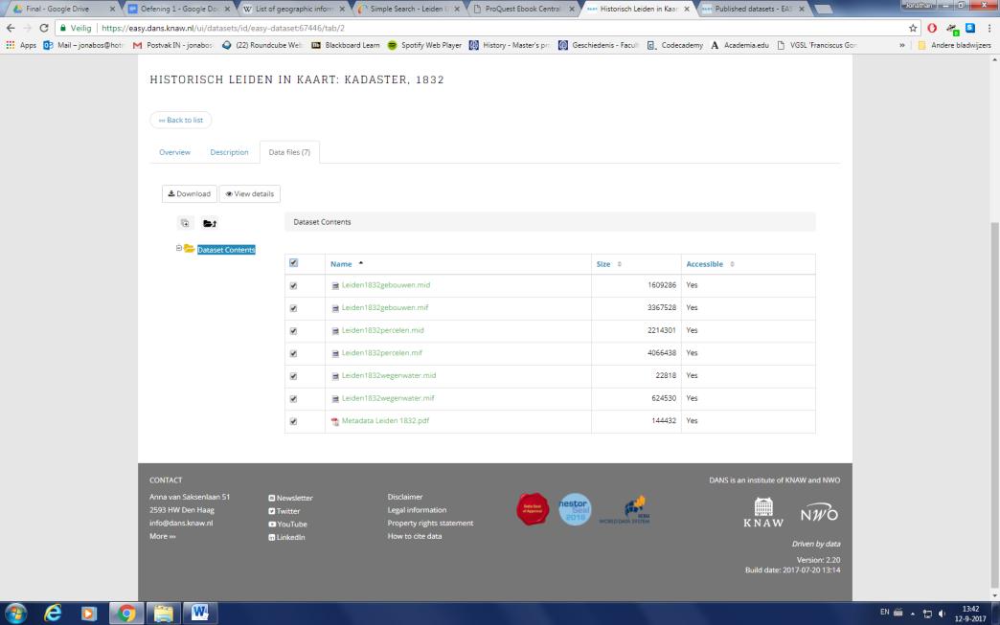 Jonathan
Final - Google Drive
Oefening 1 - Google Doc
List of geographic inform
Simple Search - Leiden U
ProQuest Ebook Central
Historisch Leiden in Kaar
Published datasets - EAS
Veilig
https://easy.dans.knaw.nl/ui/datasets/id/easy-dataset:67446/tab/2
Apps
Mail – jonabos@hotm
Postvak IN - jonabos
(22) Roundcube Web
Blackboard Learn
Spotify Web Player
History - Master's pro
Geschiedenis - Facult
Codecademy
Academia.edu
VGSL 'Franciscus Gom
»
Andere bladwijzers
HISTORISCH LEIDEN IN KAART: KADASTER, 1832
Back to list
Overview
Description
Data files (7)
Download
View details
Dataset Contents
Dataset Contents
Name
Size
Accessible
Leiden1832gebouwen.mid 1609286 Yes
Leiden1832gebouwen.mif 3367528 Yes
Leiden1832percelen.mid 2214301 Yes
Leiden1832percelen.mif 4066438 Yes
Leiden1832wegenwater.mid 22818 Yes
Leiden1832wegenwater.mif 624530 Yes
Metadata Leiden 1832.pdf 144432 Yes
CONTACT
Anna van Saksenlaan 51
2593 HW Den Haag
info@dans.knaw.nl
More »»
Newsletter
Twitter
YouTube
LinkedIn
Disclaimer
Legal information
Property rights statement
How to cite data
Data Seal
of Approval
nestor
Seal
2016
ICSU
WORLD DATA SYSTEM
DANS is an institute of KNAW and NWO
KNAW
NWO
Driven by data
Version: 2.20
Build date: 2017-07-20 13:14
EN
13:42
12-9-2017